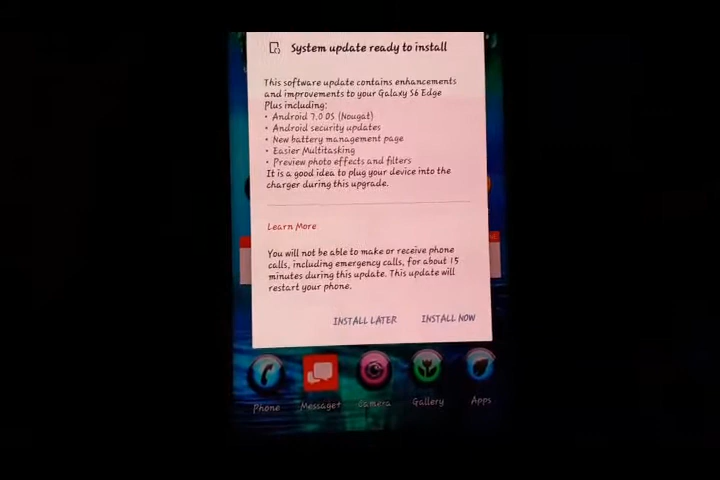 System update ready to install
This software update contains enhancements
and improvements to your Galaxy S6 Edge
Plus including:
• Android 7.0 OS (Nougat)
• Android security updates
• New battery management page
• Easier Multitasking
• Preview photo effects and filters
It is a good idea to plug your device into the
charger during this upgrade.
Learn More
You will not be able to make or receive phone
calls, including emergency calls, for about 15
minutes during this update. This update will
restart your phone.
INSTALL LATER INSTALL NOW
Phone Message+ Camera Gallery Apps